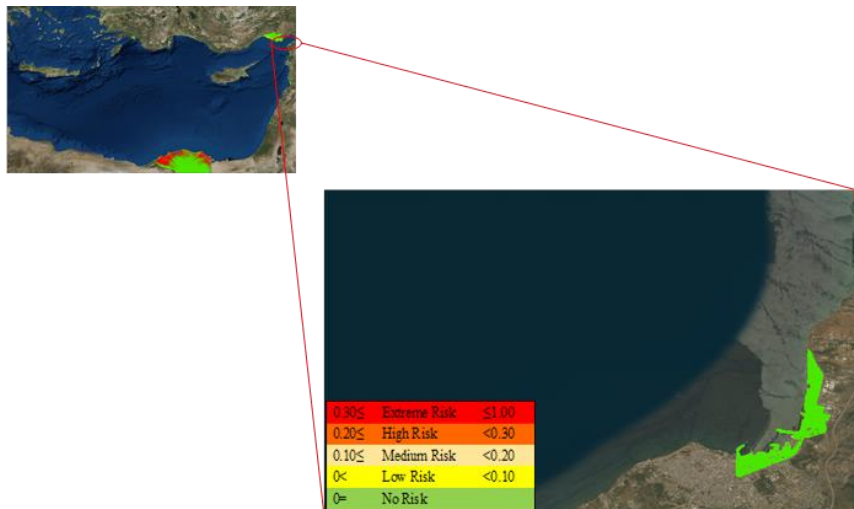 0.30≤ Extreme Risk ≤1.00
0.20≤ High Risk <0.30
0.10≤ Medium Risk <0.20
0< Low Risk <0.10
0= No Risk